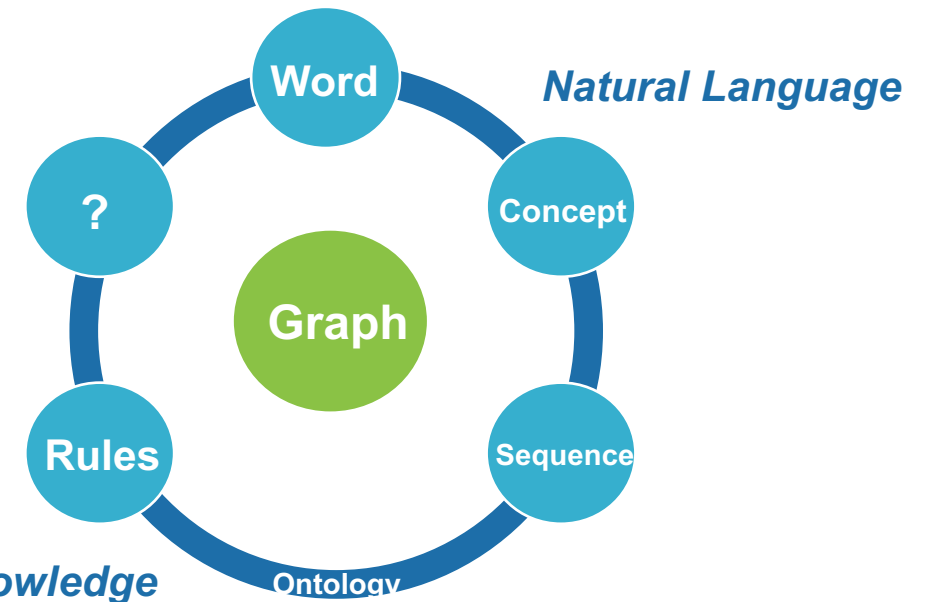 Word
Natural Language
?
Concept
Graph
Rules
Sequence
owledge
Ontology